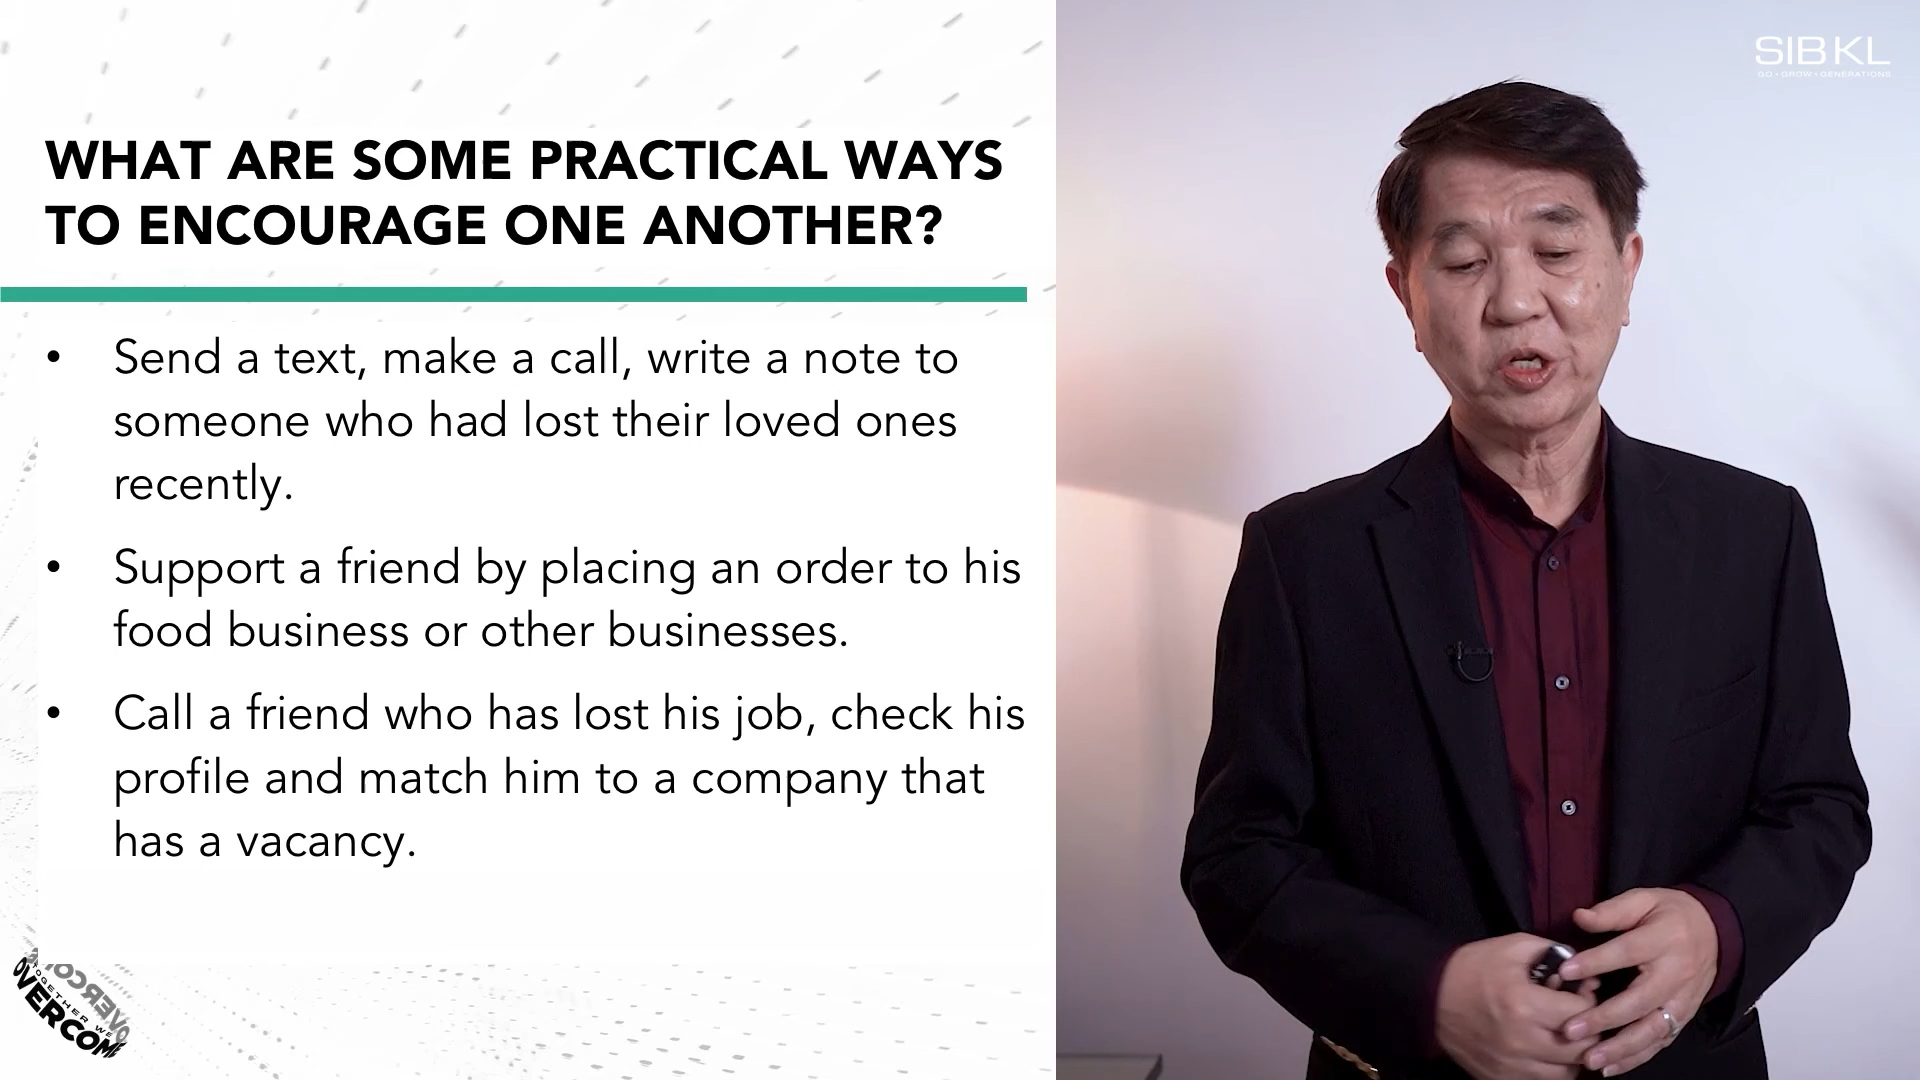 SIBKL
GO • GROW • GENERATIONS
WHAT ARE SOME PRACTICAL WAYS
TO ENCOURAGE ONE ANOTHER?
• Send a text, make a call, write a note to
someone who had lost their loved ones
recently.
• Support a friend by placing an order to his
food business or other businesses.
• Call a friend who has lost his job, check his
profile and match him to a company that
has a vacancy.
TOGETHER WE
OVERCOME